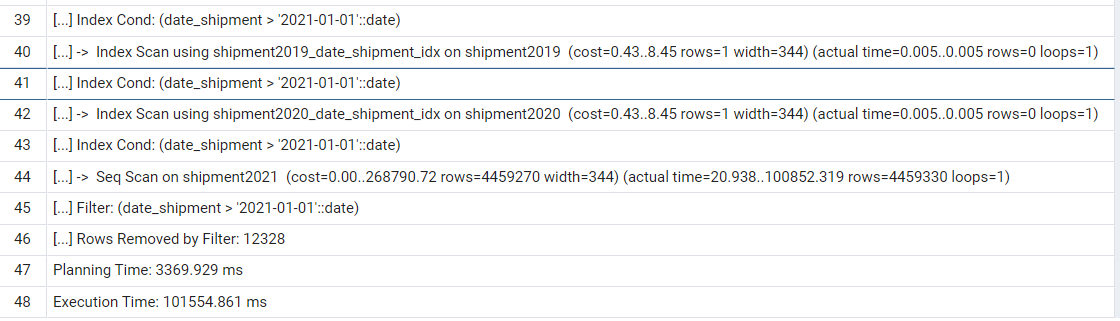 39 [...] Index Cond: (date_shipment > '2021-01-01'::date)
40 [...] -> Index Scan using shipment2019_date_shipment_idx on shipment2019 (cost=0.43..8.45 rows=1 width=344) (actual time=0.005..0.005 rows=0 loops=1)
41 [...] Index Cond: (date_shipment > '2021-01-01'::date)
42 [...] -> Index Scan using shipment2020_date_shipment_idx on shipment2020 (cost=0.43..8.45 rows=1 width=344) (actual time=0.005..0.005 rows=0 loops=1)
43 [...] Index Cond: (date_shipment > '2021-01-01'::date)
44 [...] -> Seq Scan on shipment2021 (cost=0.00..268790.72 rows=4459270 width=344) (actual time=20.938..100852.319 rows=4459330 loops=1)
45 [...] Filter: (date_shipment > '2021-01-01'::date)
46 [...] Rows Removed by Filter: 12328
47 Planning Time: 3369.929 ms
48 Execution Time: 101554.861 ms